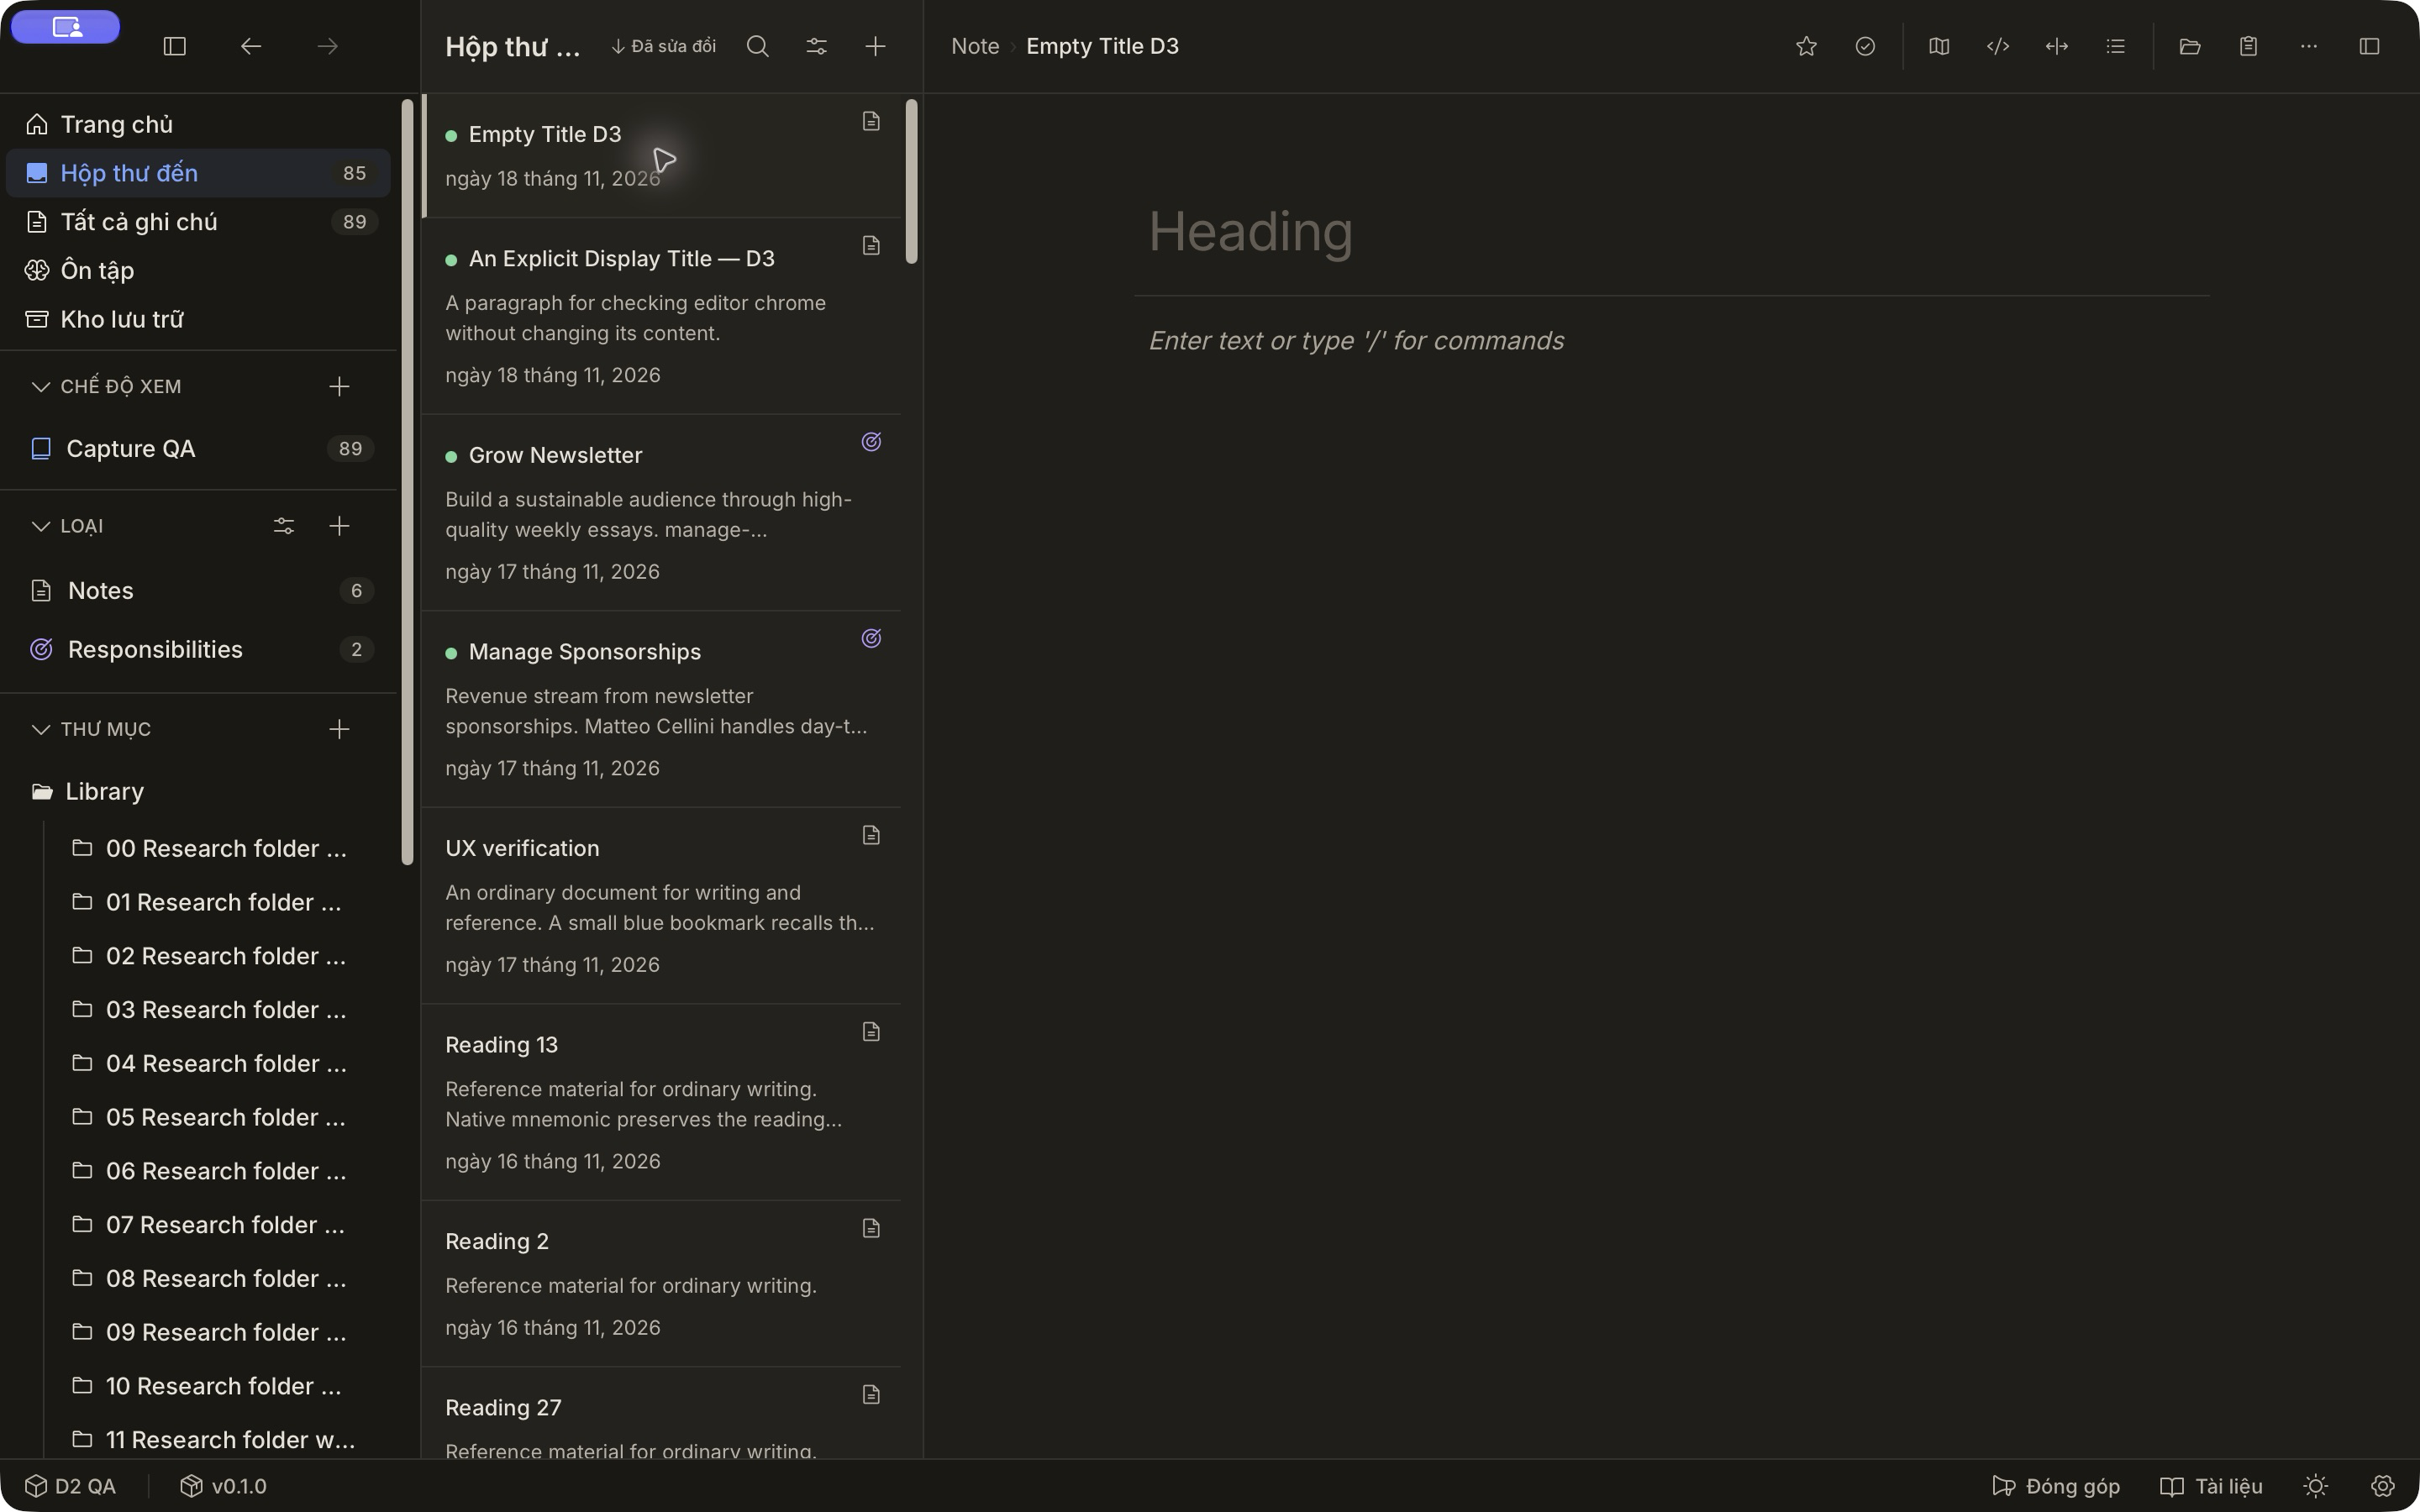 Trang chủ
Hộp thư đến 85
Tất cả ghi chú 89
Ôn tập
Kho lưu trữ
CHẾ ĐỘ XEM
Capture QA 89
LOẠI
Notes 6
Responsibilities 2
THƯ MỤC
Library
00 Research folder ...
01 Research folder ...
02 Research folder ...
03 Research folder ...
04 Research folder ...
05 Research folder ...
06 Research folder ...
07 Research folder ...
08 Research folder ...
09 Research folder ...
10 Research folder ...
11 Research folder w...
Hộp thư ... Đã sửa đổi
Empty Title D3
ngày 18 tháng 11, 2026
An Explicit Display Title — D3
A paragraph for checking editor chrome
without changing its content.
ngày 18 tháng 11, 2026
Grow Newsletter
Build a sustainable audience through high-
quality weekly essays. manage-...
ngày 17 tháng 11, 2026
Manage Sponsorships
Revenue stream from newsletter
sponsorships. Matteo Cellini handles day-t...
ngày 17 tháng 11, 2026
UX verification
An ordinary document for writing and
reference. A small blue bookmark recalls th...
ngày 17 tháng 11, 2026
Reading 13
Reference material for ordinary writing.
Native mnemonic preserves the reading...
ngày 16 tháng 11, 2026
Reading 2
Reference material for ordinary writing.
ngày 16 tháng 11, 2026
Reading 27
Reference material for ordinary writing.
Note › Empty Title D3
Heading
Enter text or type '/' for commands
D2 QA v0.1.0 Đóng góp Tài liệu